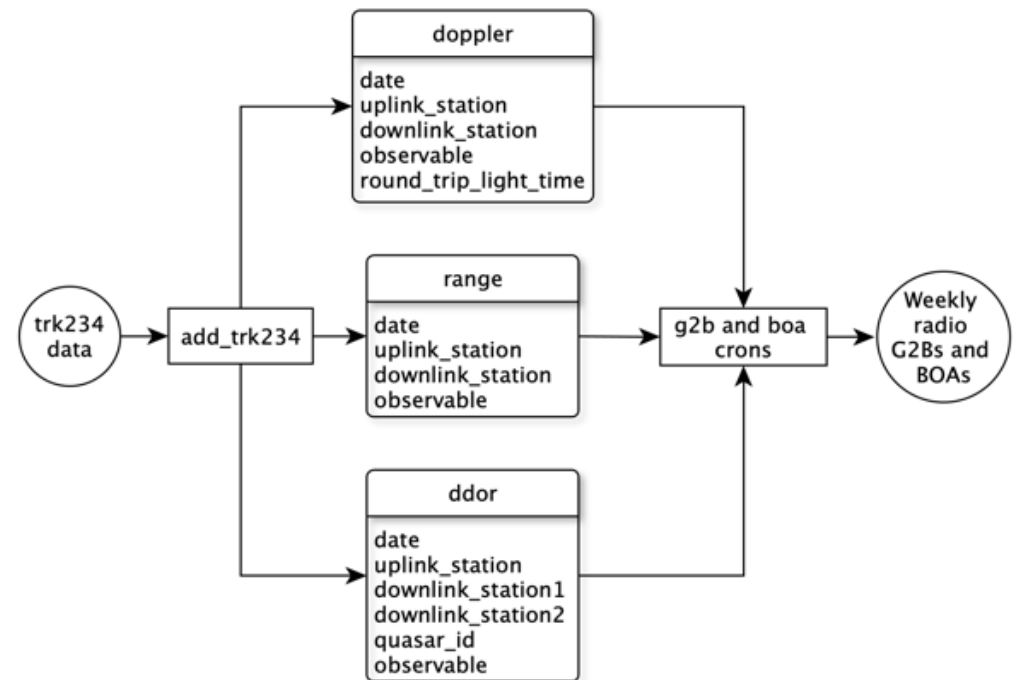 doppler
date
uplink_station
downlink_station
observable
round_trip_light_time
trk234
data
add_trk234
range
date
uplink_station
downlink_station
observable
g2b and boa
crons
Weekly
radio
G2Bs and
BOAs
ddor
date
uplink_station
downlink_station1
downlink_station2
quasar_id
observable